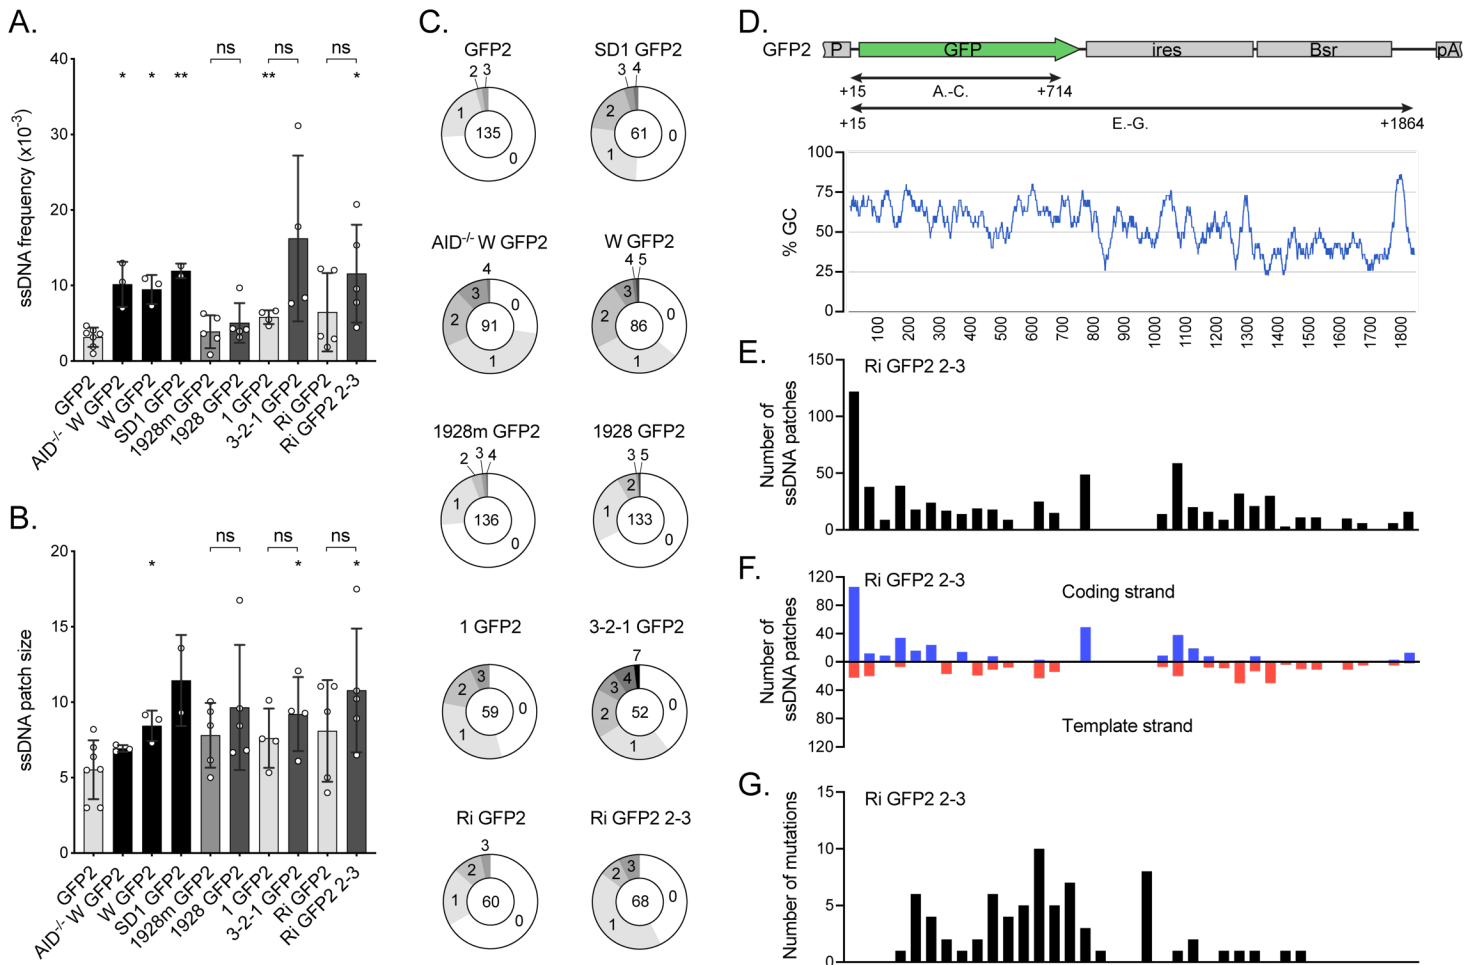 A.
ssDNA frequency (x10⁻³)
40
30
20
10
0
* * ** ns ** ns ns *
GFP2
AID⁻/⁻ W GFP2
W GFP2
SD1 GFP2
1928m GFP2
1928 GFP2
1 GFP2
3-2-1 GFP2
Ri GFP2
Ri GFP2 2-3
B.
ssDNA patch size
20
15
10
5
0
* ns ns * ns *
GFP2
AID⁻/⁻ W GFP2
W GFP2
SD1 GFP2
1928m GFP2
1928 GFP2
1 GFP2
3-2-1 GFP2
Ri GFP2
Ri GFP2 2-3
C.
GFP2
2 3
1
135
0
SD1 GFP2
3 4
2
61
0
1
AID⁻/⁻ W GFP2
4
3
0
2
91
1
W GFP2
4 5
3
0
2
86
1
1928m GFP2
2 3 4
1
136
0
1928 GFP2
3 5
2
1
133
0
1 GFP2
3
2
59
0
1
3-2-1 GFP2
7
4
3
2
52
0
1
Ri GFP2
3
2
1
60
0
Ri GFP2 2-3
3
2
68
0
1
D.
GFP2
P
GFP
ires
Bsr
pA
+15 A.-C. +714
+15 E.-G. +1864
% GC
100
75
50
25
0
100 200 300 400 500 600 700 800 900 1000 1100 1200 1300 1400 1500 1600 1700 1800
E.
Ri GFP2 2-3
Number of
ssDNA patches
150
100
50
0
F.
Ri GFP2 2-3
Coding strand
Number of
ssDNA patches
120
80
40
0
40
80
120
Template strand
G.
Ri GFP2 2-3
Number of mutations
15
10
5
0